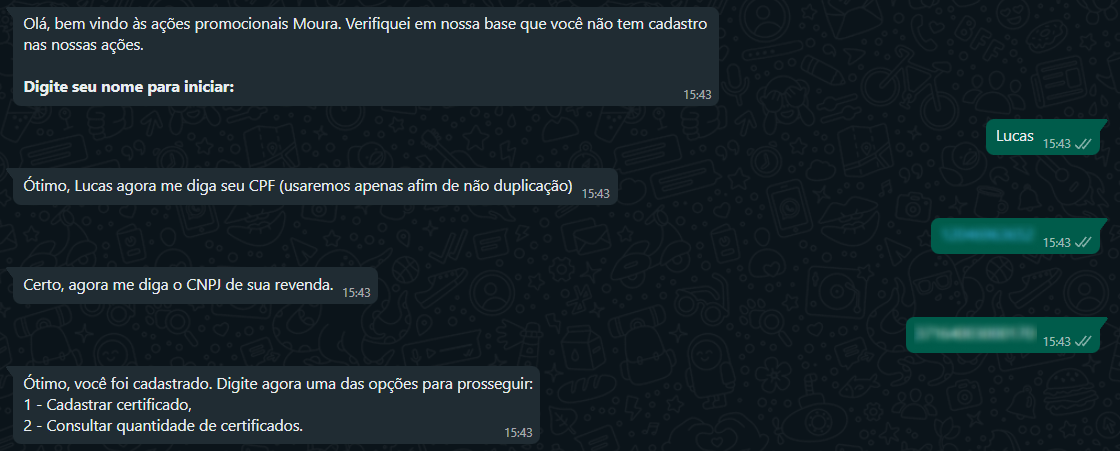 Olá, bem vindo às ações promocionais Moura. Verifiquei em nossa base que você não tem cadastro
nas nossas ações.
Digite seu nome para iniciar:
15:43
Lucas 15:43
Ótimo, Lucas agora me diga seu CPF (usaremos apenas afim de não duplicação) 15:43
15:43
Certo, agora me diga o CNPJ de sua revenda. 15:43
15:43
Ótimo, você foi cadastrado. Digite agora uma das opções para prosseguir:
1 - Cadastrar certificado,
2 - Consultar quantidade de certificados.
15:43